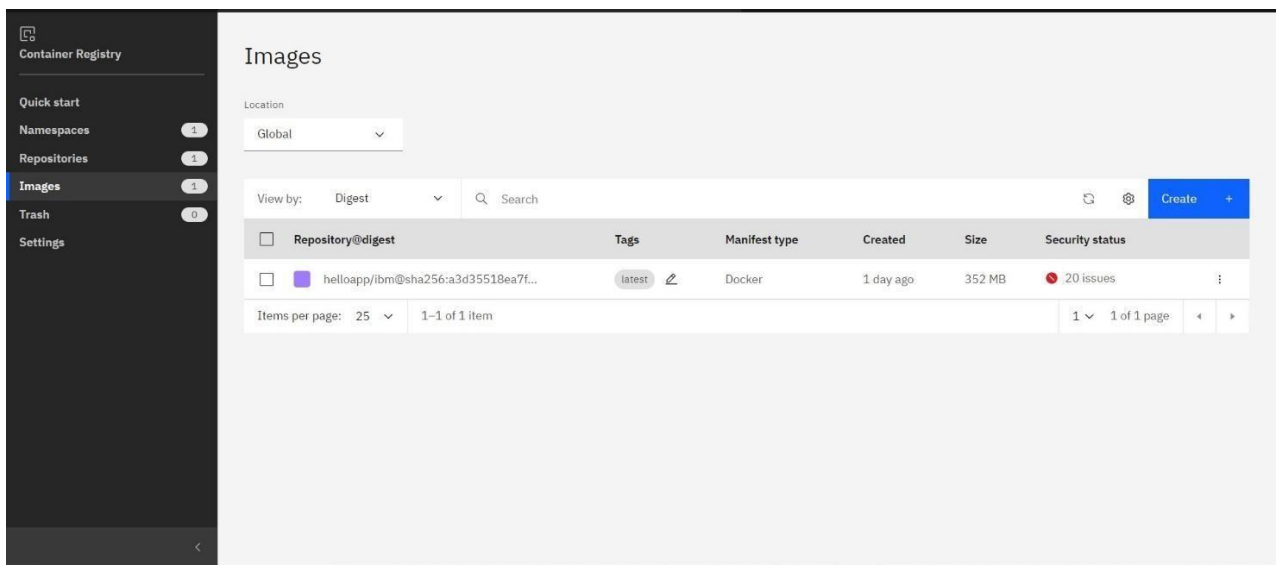 Container Registry
Quick start
Namespaces 1
Repositories 1
Images 1
Trash 0
Settings
Images
Location
Global
View by: Digest Search Create +
Repository@digest Tags Manifest type Created Size Security status
helloapp/ibm@sha256:a3d35518ea7f... latest Docker 1 day ago 352 MB 20 issues
Items per page: 25 1–1 of 1 item 1 1 of 1 page